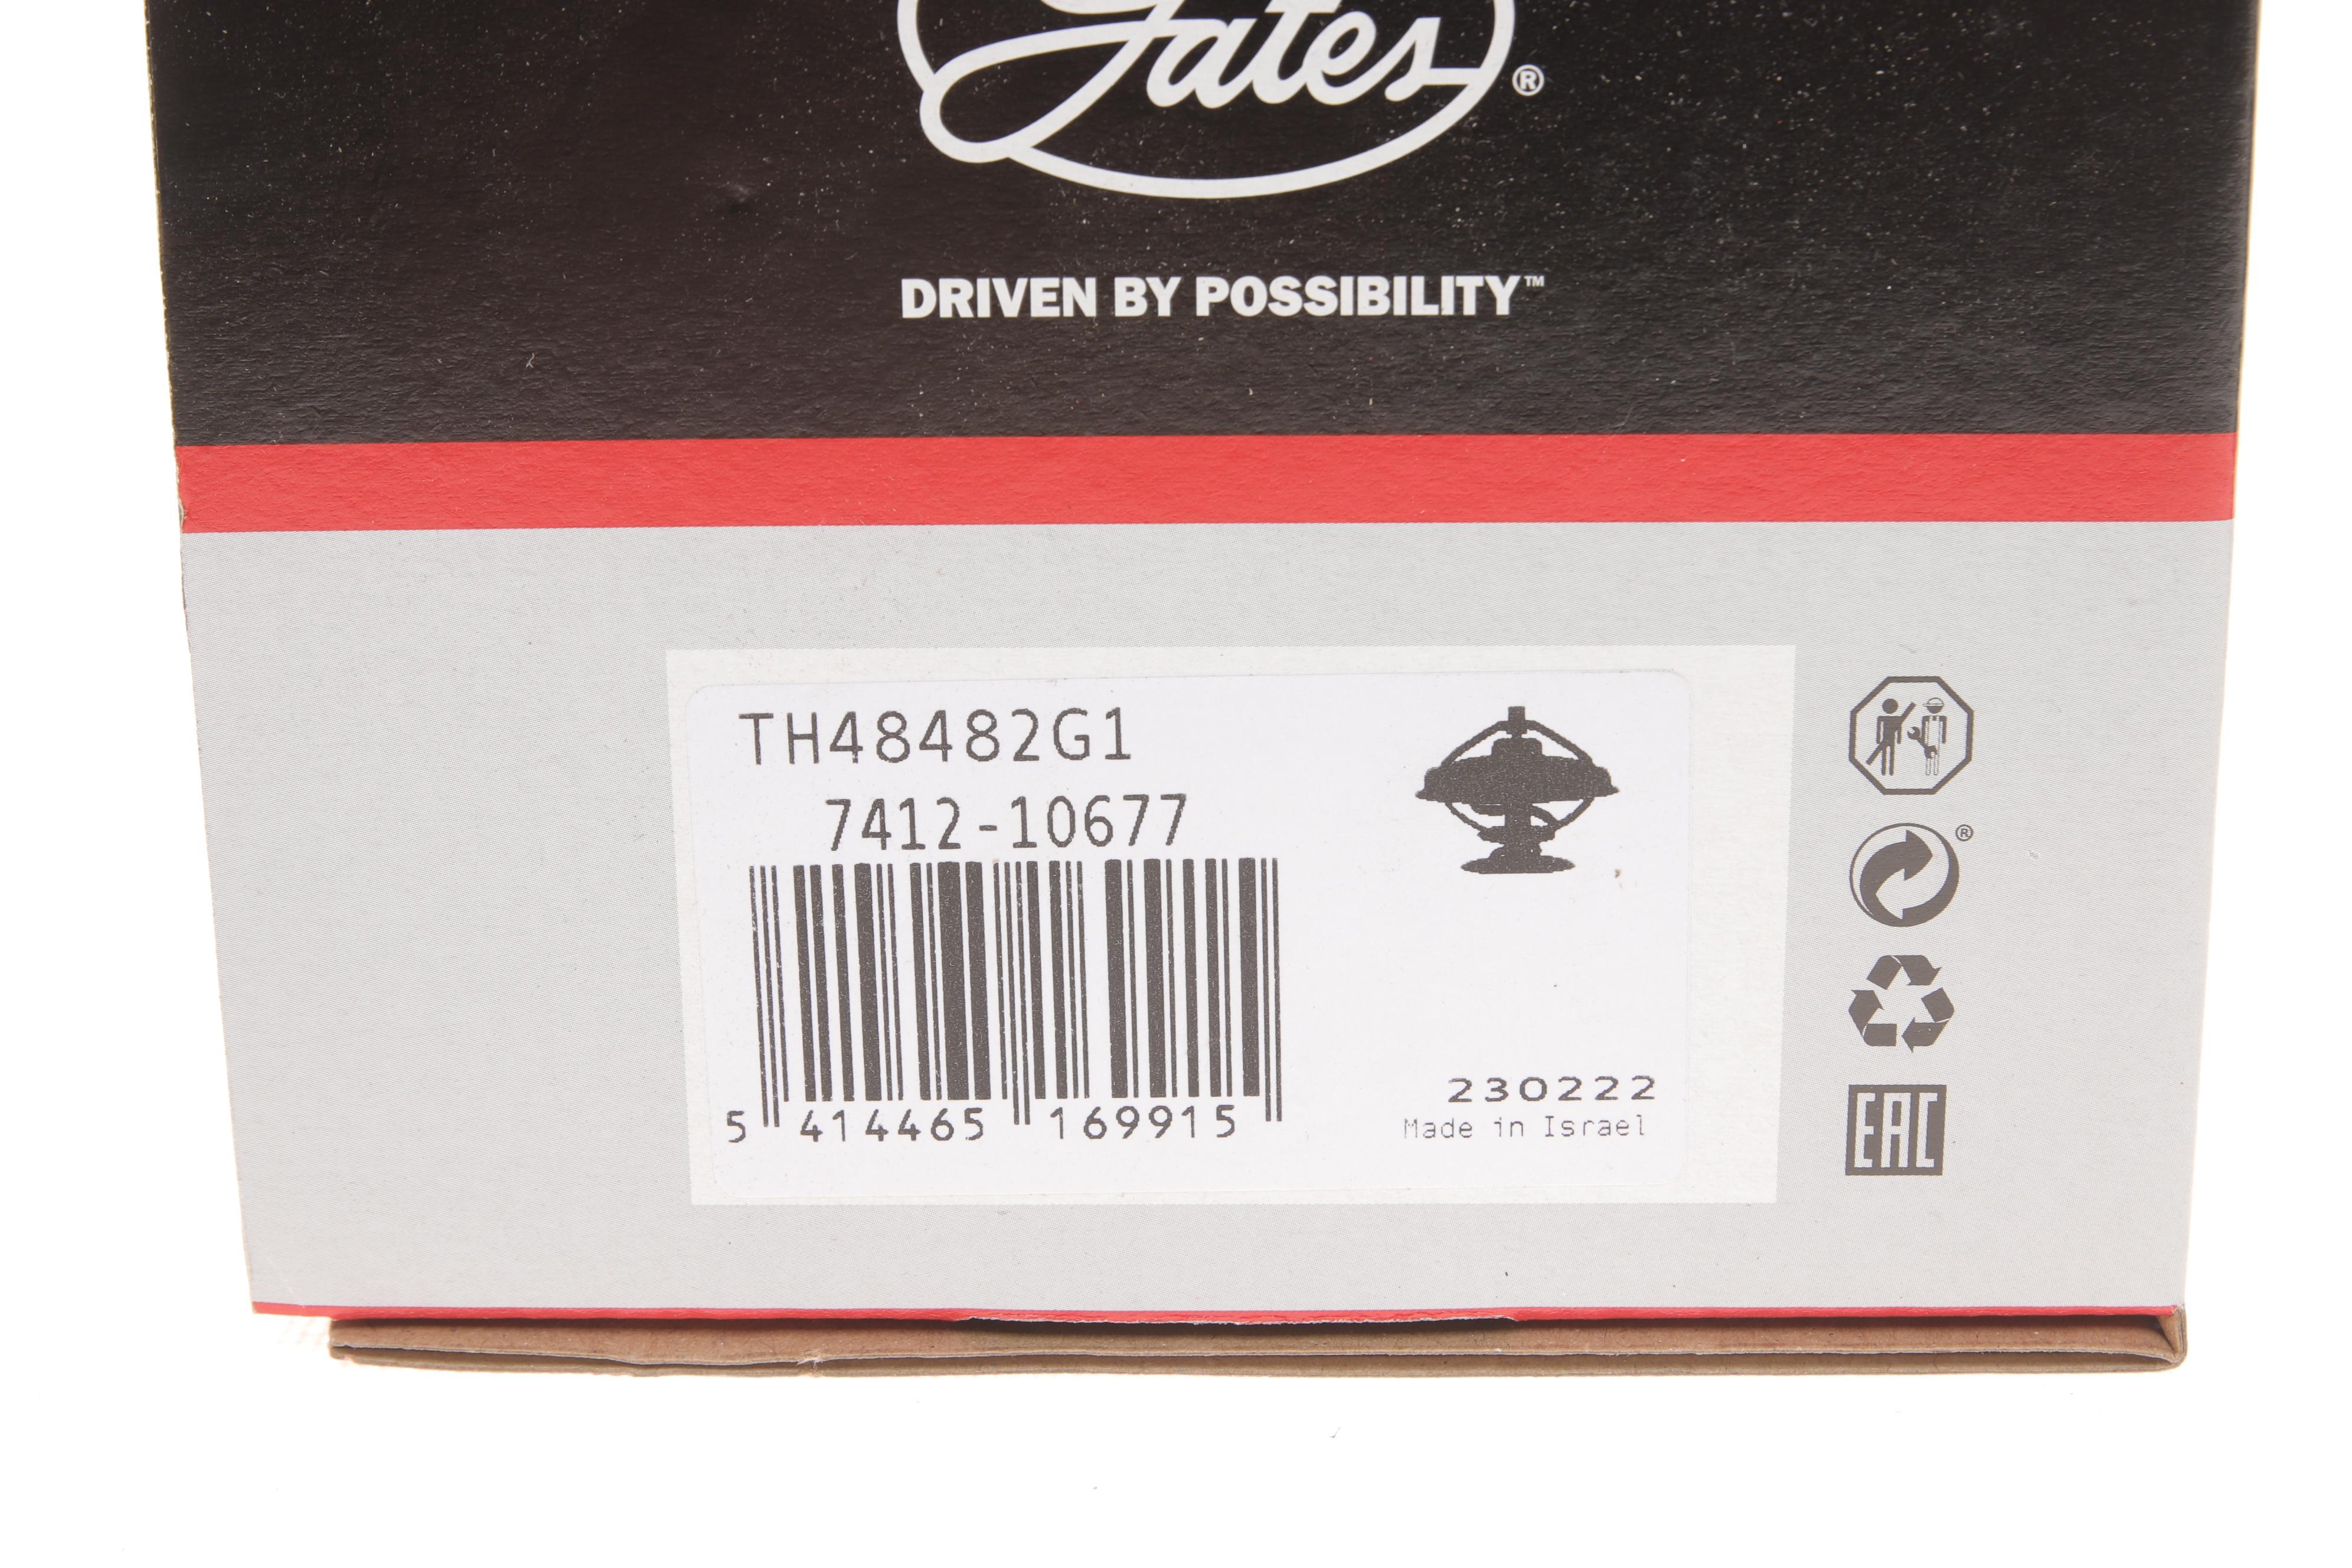 Gates®
DRIVEN BY POSSIBILITY™
TH48482G1
7412-10677
5 414465 169915
230222
Made in Israel
®
EAC